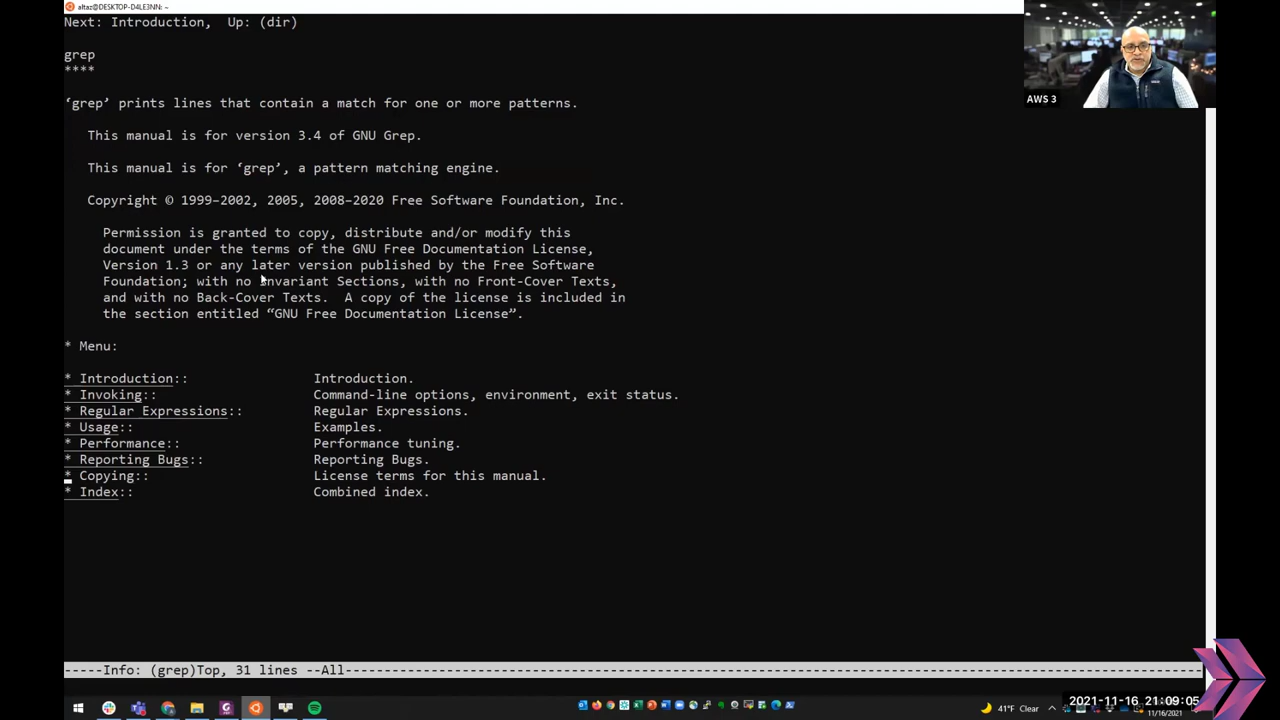 altaz@DESKTOP-D4LE3NN: ~
Next: Introduction,  Up: (dir)
grep
****
‘grep’ prints lines that contain a match for one or more patterns.
This manual is for version 3.4 of GNU Grep.
This manual is for ‘grep’, a pattern matching engine.
Copyright © 1999–2002, 2005, 2008–2020 Free Software Foundation, Inc.
Permission is granted to copy, distribute and/or modify this
document under the terms of the GNU Free Documentation License,
Version 1.3 or any later version published by the Free Software
Foundation; with no Invariant Sections, with no Front-Cover Texts,
and with no Back-Cover Texts.  A copy of the license is included in
the section entitled “GNU Free Documentation License”.
* Menu:
* Introduction::                Introduction.
* Invoking::                    Command-line options, environment, exit status.
* Regular Expressions::         Regular Expressions.
* Usage::                       Examples.
* Performance::                 Performance tuning.
* Reporting Bugs::              Reporting Bugs.
* Copying::                     License terms for this manual.
* Index::                       Combined index.
-----Info: (grep)Top, 31 lines --All-----
AWS 3
41°F Clear
2021-11-16 21:09:05
11/16/2021